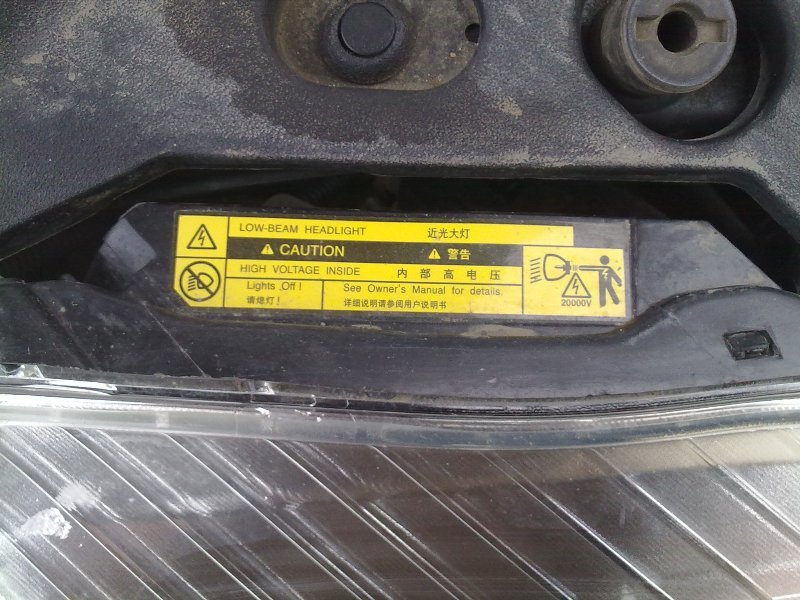 LOW-BEAM HEADLIGHT 近光大灯
CAUTION 警告
HIGH VOLTAGE INSIDE 内部高电压
Lights Off !
请熄灯!
See Owner's Manual for details.
详细说明请参阅用户说明书
20000V